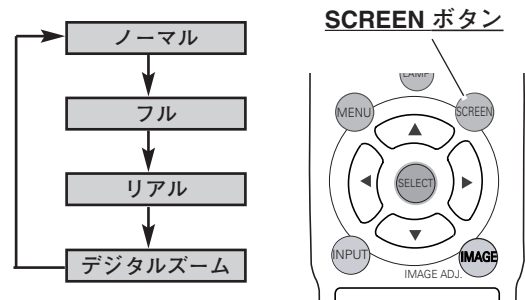 SCREEN ボタン
ノーマル
フル
リアル
デジタルズーム
LAMP
MENU
SCREEN
SELECT
INPUT
IMAGE
IMAGE ADJ.